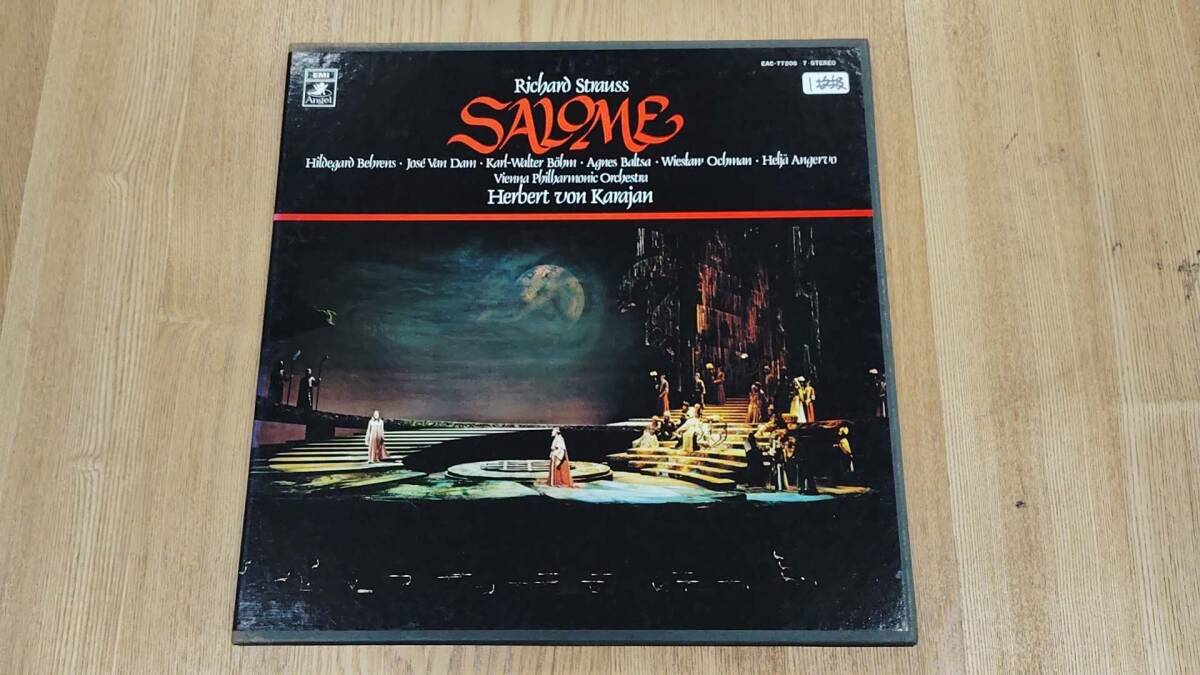 EMI
Angel
EAC-77206 7 · STEREO
Richard Strauss
SALOME
Hildegard Behrens · José Van Dam · Karl-Walter Böhm · Agnes Baltsa · Wiesław Ochman · Heljä Angervo
Vienna Philharmonic Orchestra
Herbert von Karajan